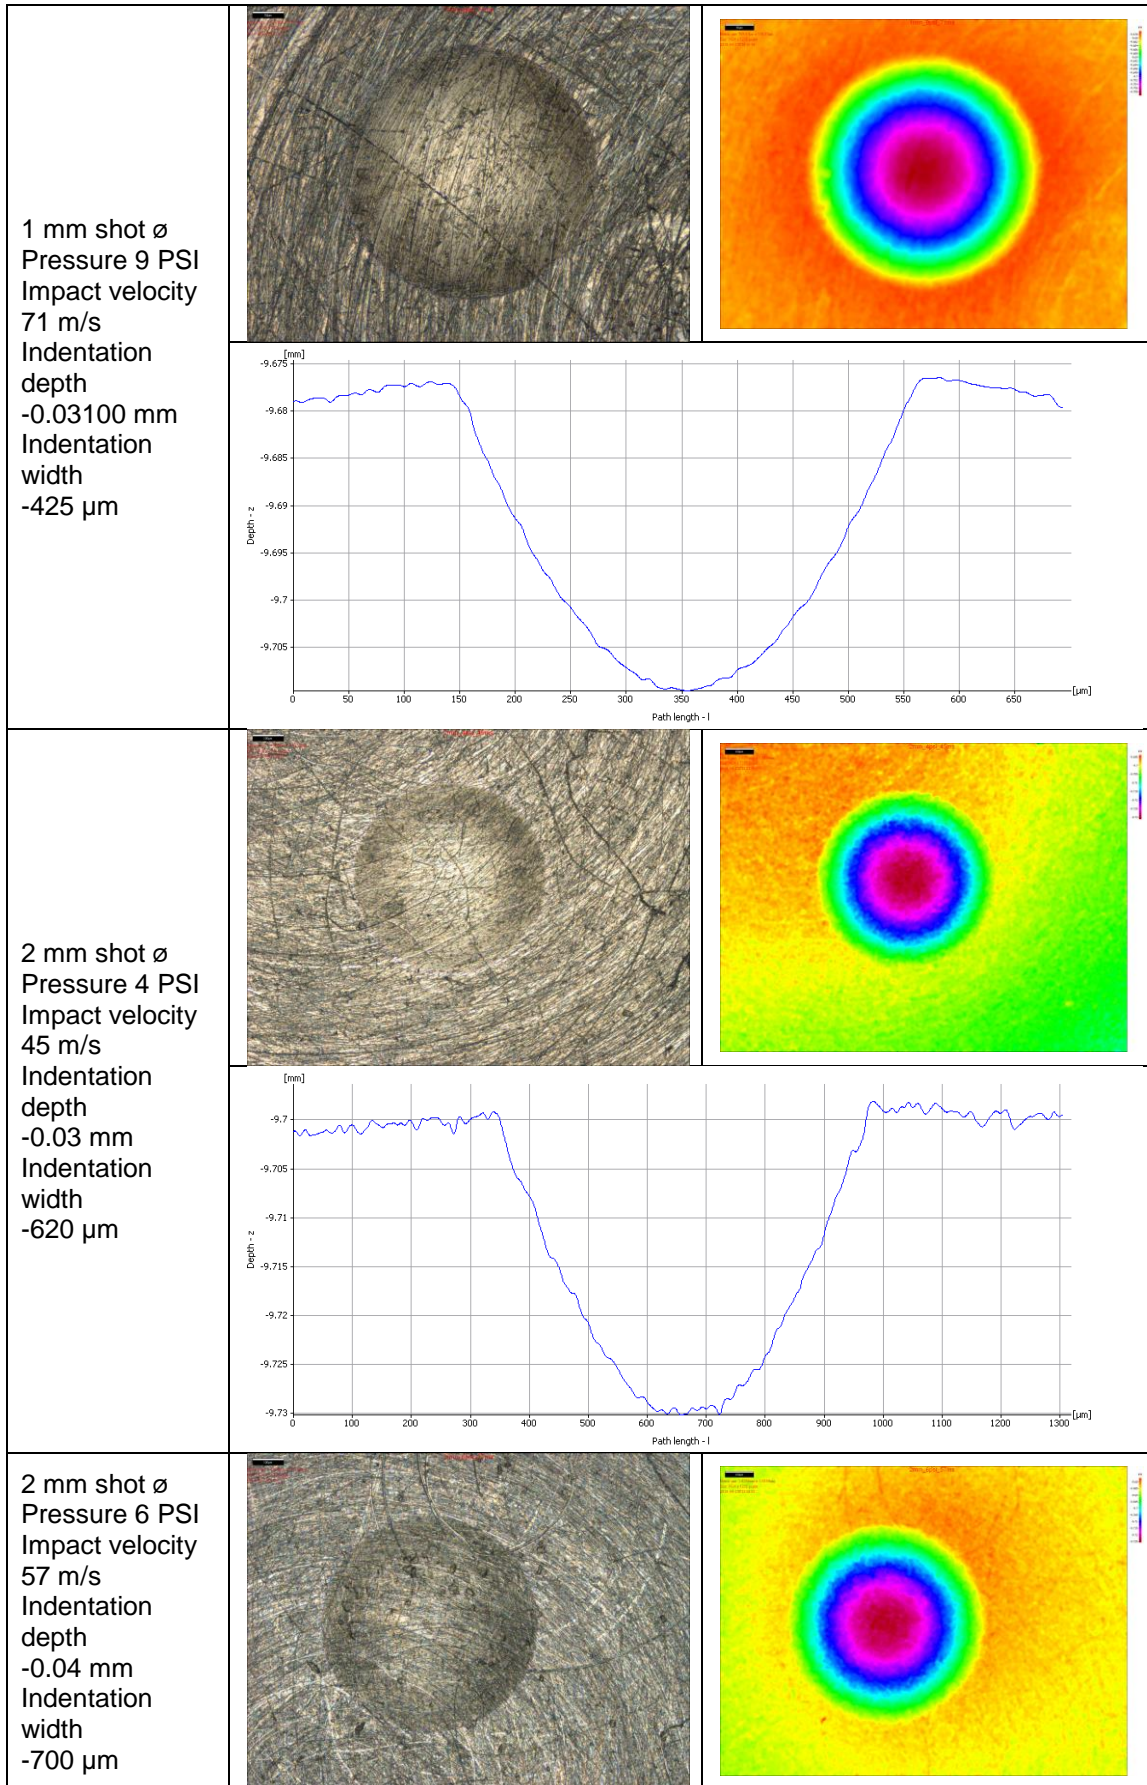 1 mm shot ø
Pressure 9 PSI
Impact velocity
71 m/s
Indentation
depth
-0.03100 mm
Indentation
width
-425 µm
[mm]
-9.675
-9.68
-9.685
-9.69
-9.695
-9.7
-9.705
Depth - z
0 50 100 150 200 250 300 350 400 450 500 550 600 650 [µm]
Path length - l
2 mm shot ø
Pressure 4 PSI
Impact velocity
45 m/s
Indentation
depth
-0.03 mm
Indentation
width
-620 µm
[mm]
-9.7
-9.705
-9.71
-9.715
-9.72
-9.725
-9.73
Depth - z
0 100 200 300 400 500 600 700 800 900 1000 1100 1200 1300 [µm]
Path length - l
2 mm shot ø
Pressure 6 PSI
Impact velocity
57 m/s
Indentation
depth
-0.04 mm
Indentation
width
-700 µm